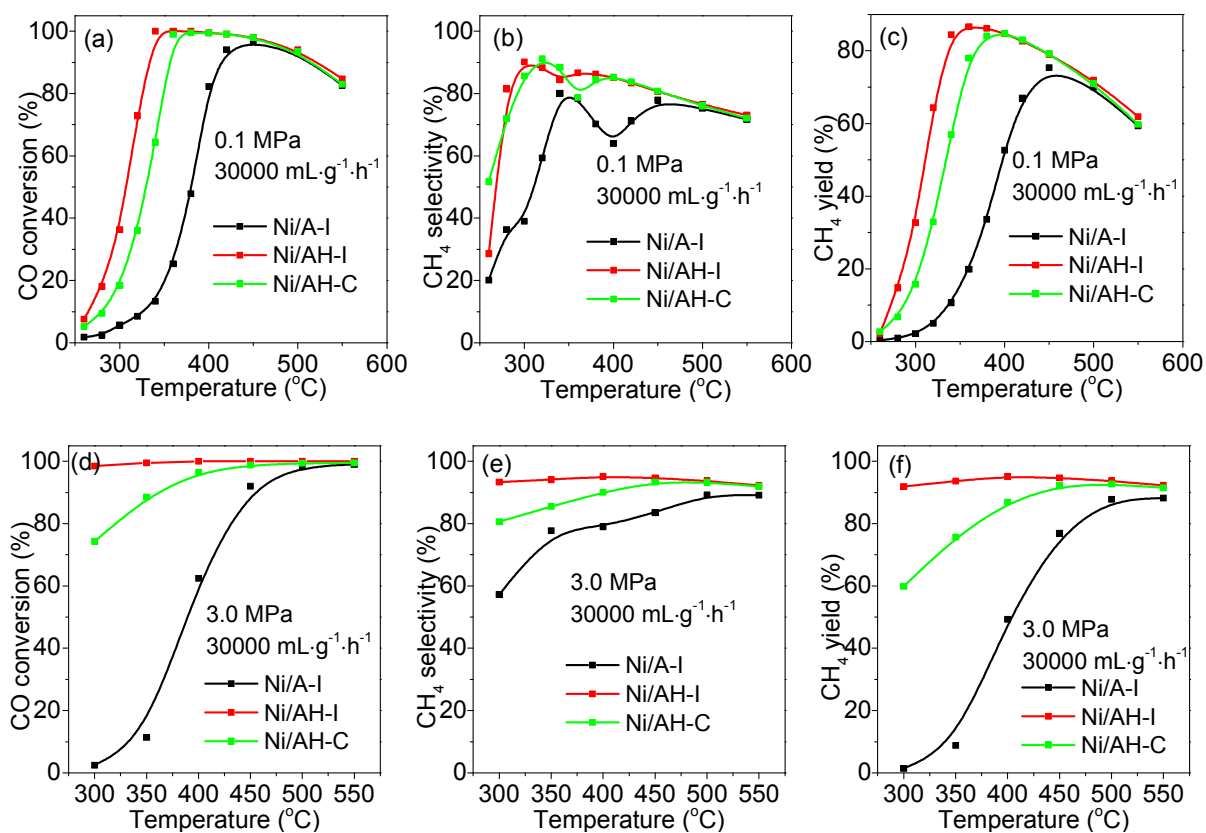 (a)
CO conversion (%)
100
80
60
40
20
0
0.1 MPa
30000 mL·g⁻¹·h⁻¹
Ni/A-I
Ni/AH-I
Ni/AH-C
300 400 500 600
Temperature (°C)
(b)
CH₄ selectivity (%)
100
80
60
40
20
0
0.1 MPa
30000 mL·g⁻¹·h⁻¹
Ni/A-I
Ni/AH-I
Ni/AH-C
300 400 500 600
Temperature (°C)
(c)
CH₄ yield (%)
80
60
40
20
0
0.1 MPa
30000 mL·g⁻¹·h⁻¹
Ni/A-I
Ni/AH-I
Ni/AH-C
300 400 500 600
Temperature (°C)
(d)
CO conversion (%)
100
80
60
40
20
0
3.0 MPa
30000 mL·g⁻¹·h⁻¹
Ni/A-I
Ni/AH-I
Ni/AH-C
300 350 400 450 500 550
Temperature (°C)
(e)
CH₄ selectivity (%)
100
80
60
40
20
0
3.0 MPa
30000 mL·g⁻¹·h⁻¹
Ni/A-I
Ni/AH-I
Ni/AH-C
300 350 400 450 500 550
Temperature (°C)
(f)
CH₄ yield (%)
100
80
60
40
20
0
3.0 MPa
30000 mL·g⁻¹·h⁻¹
Ni/A-I
Ni/AH-I
Ni/AH-C
300 350 400 450 500 550
Temperature (°C)